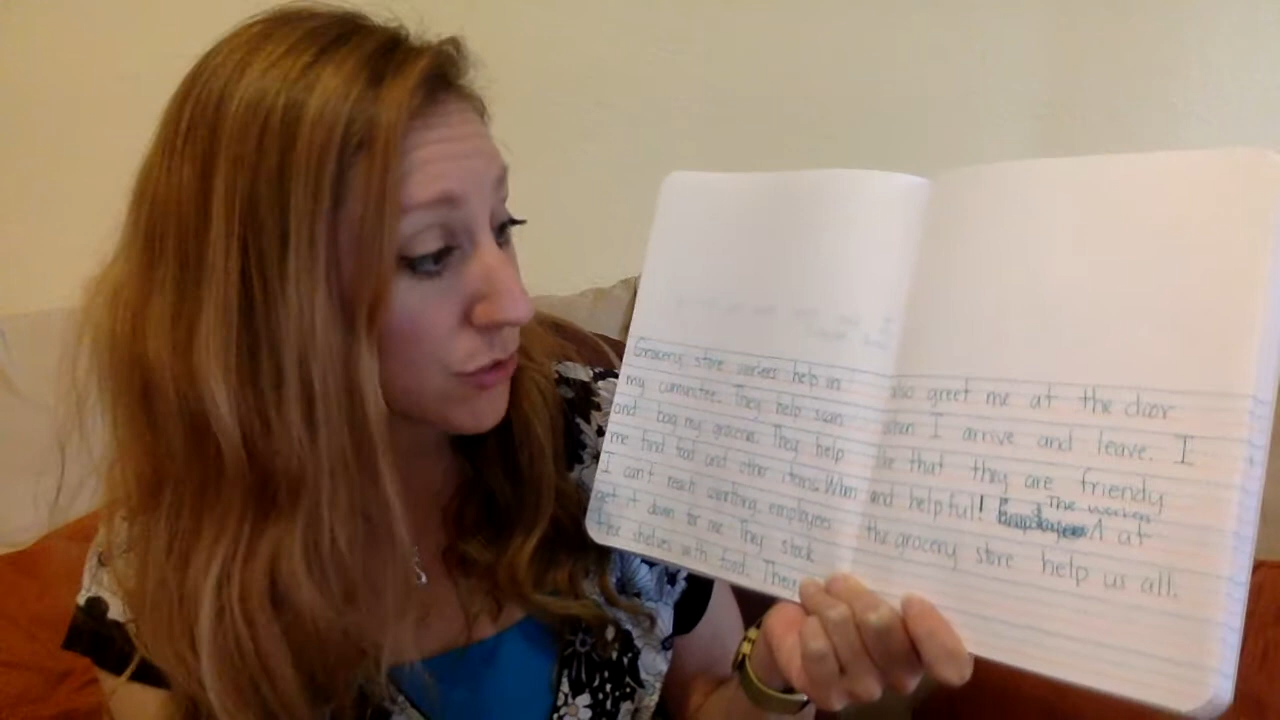 Grocery store workers help in
my cumunitee. They help scan
and bag my grocerie. They help
me find food and other items. When
I can't reach something, employees
get it down for me. They stock
the shelves with food. They
also greet me at the door
when I arrive and leave. I
like that they are friendy
and helpful! The workers
at
the grocery store help us all.